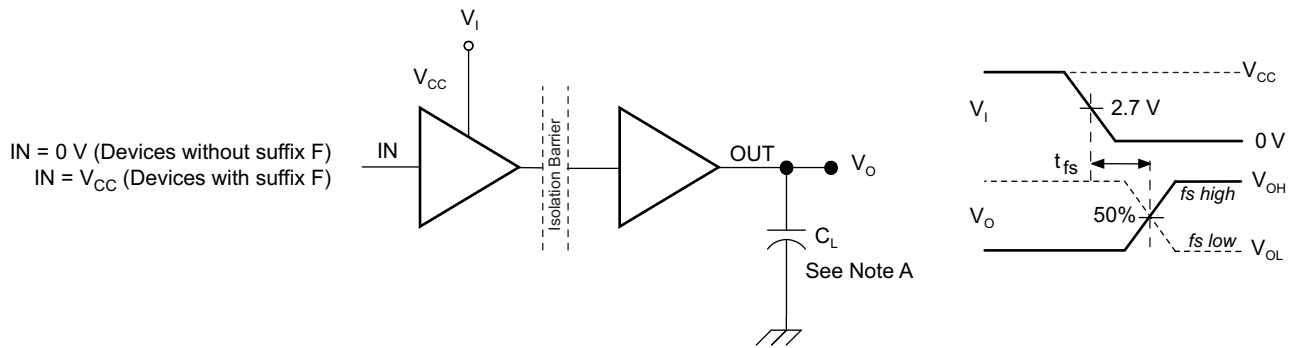 V_I
V_CC
IN = 0 V (Devices without suffix F)
IN = V_CC (Devices with suffix F)
IN
Isolation Barrier
OUT
V_O
C_L
See Note A
V_I
V_CC
2.7 V
0 V
t_fs
V_O
50%
fs high
V_OH
fs low
V_OL